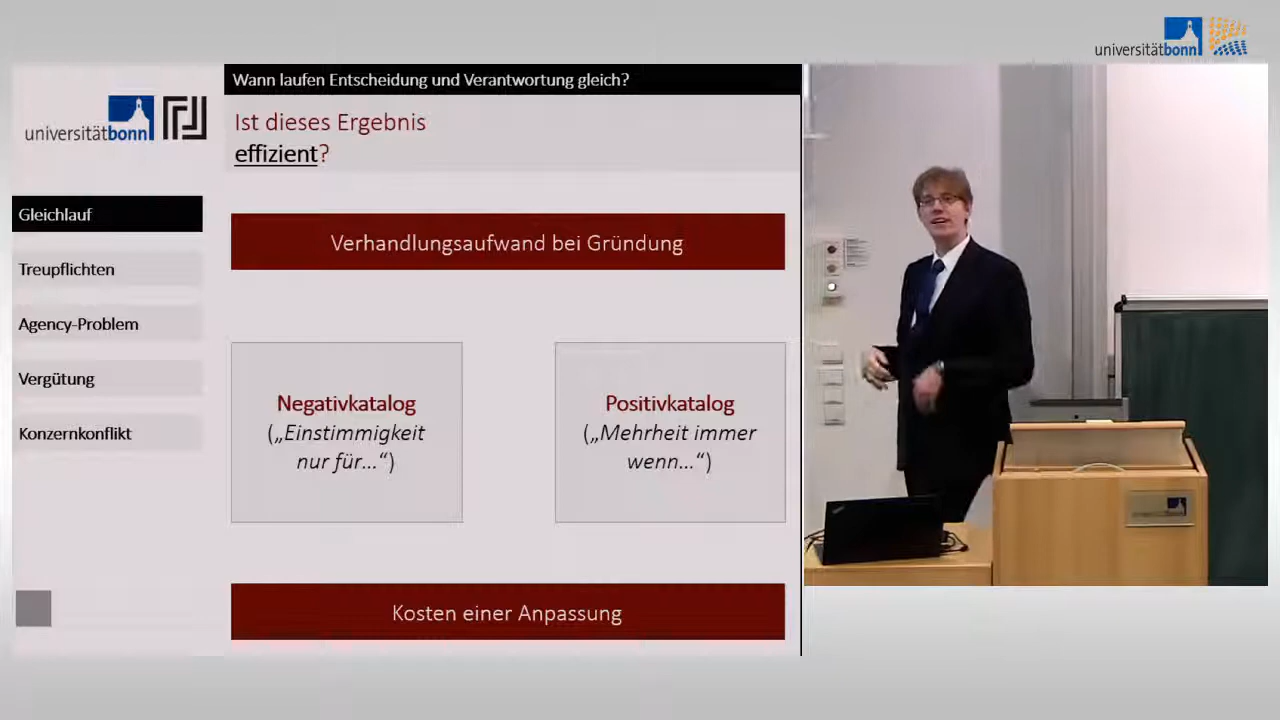 universitätbonn
Wann laufen Entscheidung und Verantwortung gleich?
universitätbonn
Ist dieses Ergebnis
effizient?
Gleichlauf
Treupflichten
Agency-Problem
Vergütung
Konzernkonflikt
Verhandlungsaufwand bei Gründung
Negativkatalog
(„Einstimmigkeit
nur für...“)
Positivkatalog
(„Mehrheit immer
wenn...“)
Kosten einer Anpassung